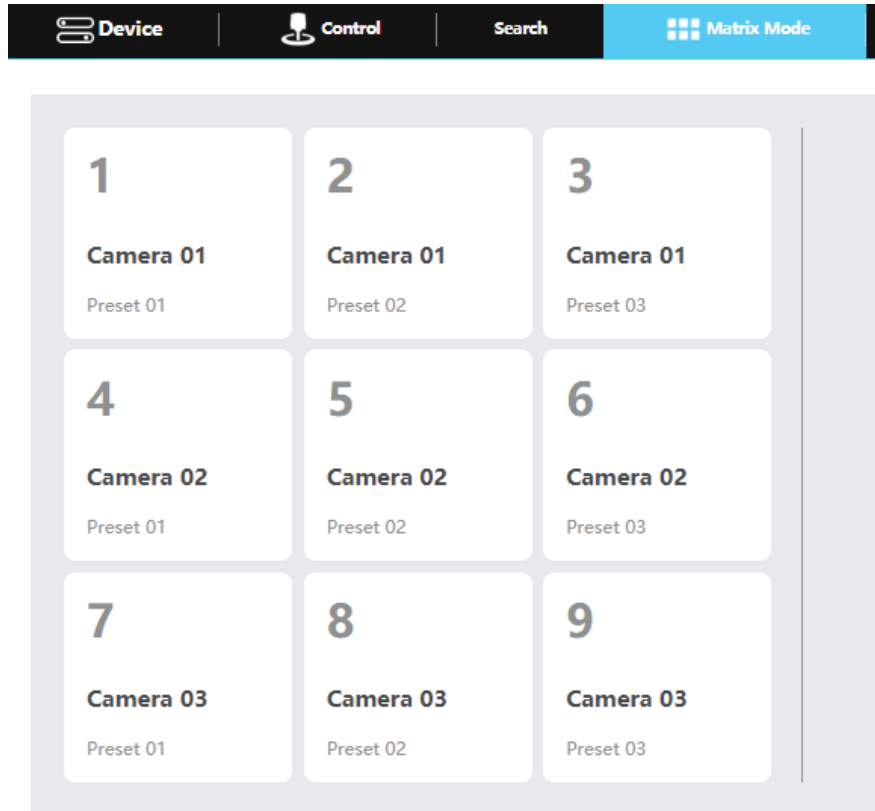 Device Control Search Matrix Mode
1 2 3
Camera 01 Camera 01 Camera 01
Preset 01 Preset 02 Preset 03
4 5 6
Camera 02 Camera 02 Camera 02
Preset 01 Preset 02 Preset 03
7 8 9
Camera 03 Camera 03 Camera 03
Preset 01 Preset 02 Preset 03